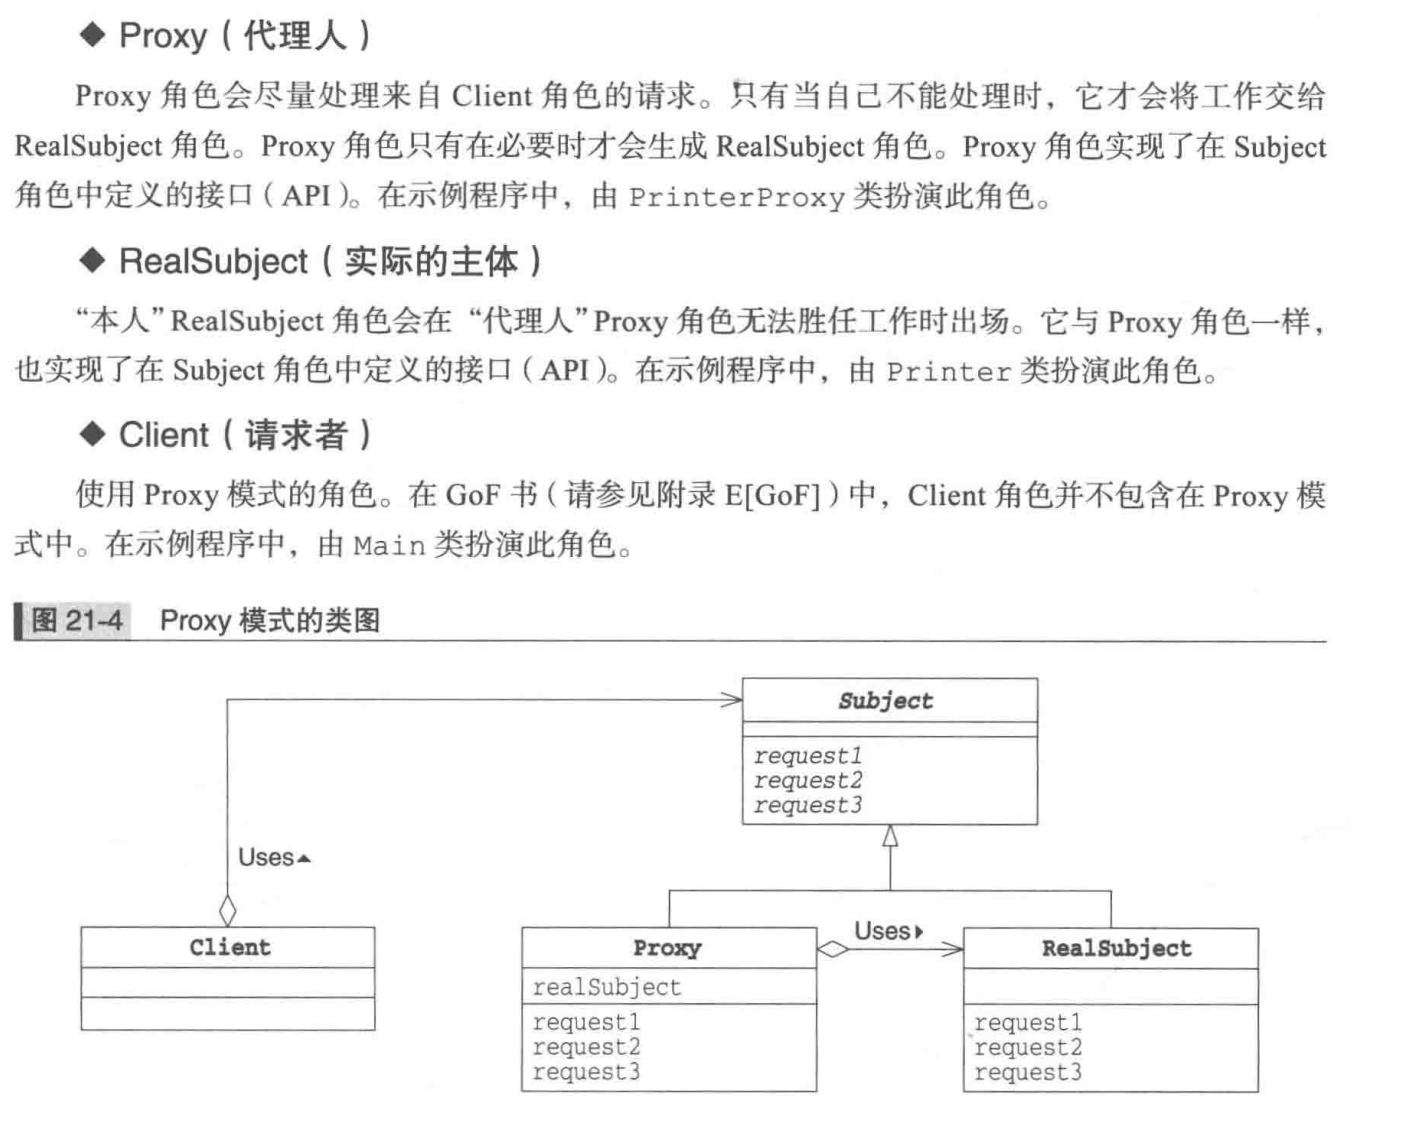 ◆ Proxy（代理人）
Proxy 角色会尽量处理来自 Client 角色的请求。只有当自己不能处理时，它才会将工作交给
RealSubject 角色。Proxy 角色只有在必要时才会生成 RealSubject 角色。Proxy 角色实现了在 Subject
角色中定义的接口（API）。在示例程序中，由 PrinterProxy 类扮演此角色。
◆ RealSubject（实际的主体）
“本人”RealSubject 角色会在“代理人”Proxy 角色无法胜任工作时出场。它与 Proxy 角色一样，
也实现了在 Subject 角色中定义的接口（API）。在示例程序中，由 Printer 类扮演此角色。
◆ Client（请求者）
使用 Proxy 模式的角色。在 GoF 书（请参见附录 E[GoF]）中，Client 角色并不包含在 Proxy 模
式中。在示例程序中，由 Main 类扮演此角色。
图 21-4 Proxy 模式的类图
Subject
request1
request2
request3
Uses
Client
Proxy
realSubject
request1
request2
request3
Uses
RealSubject
request1
request2
request3